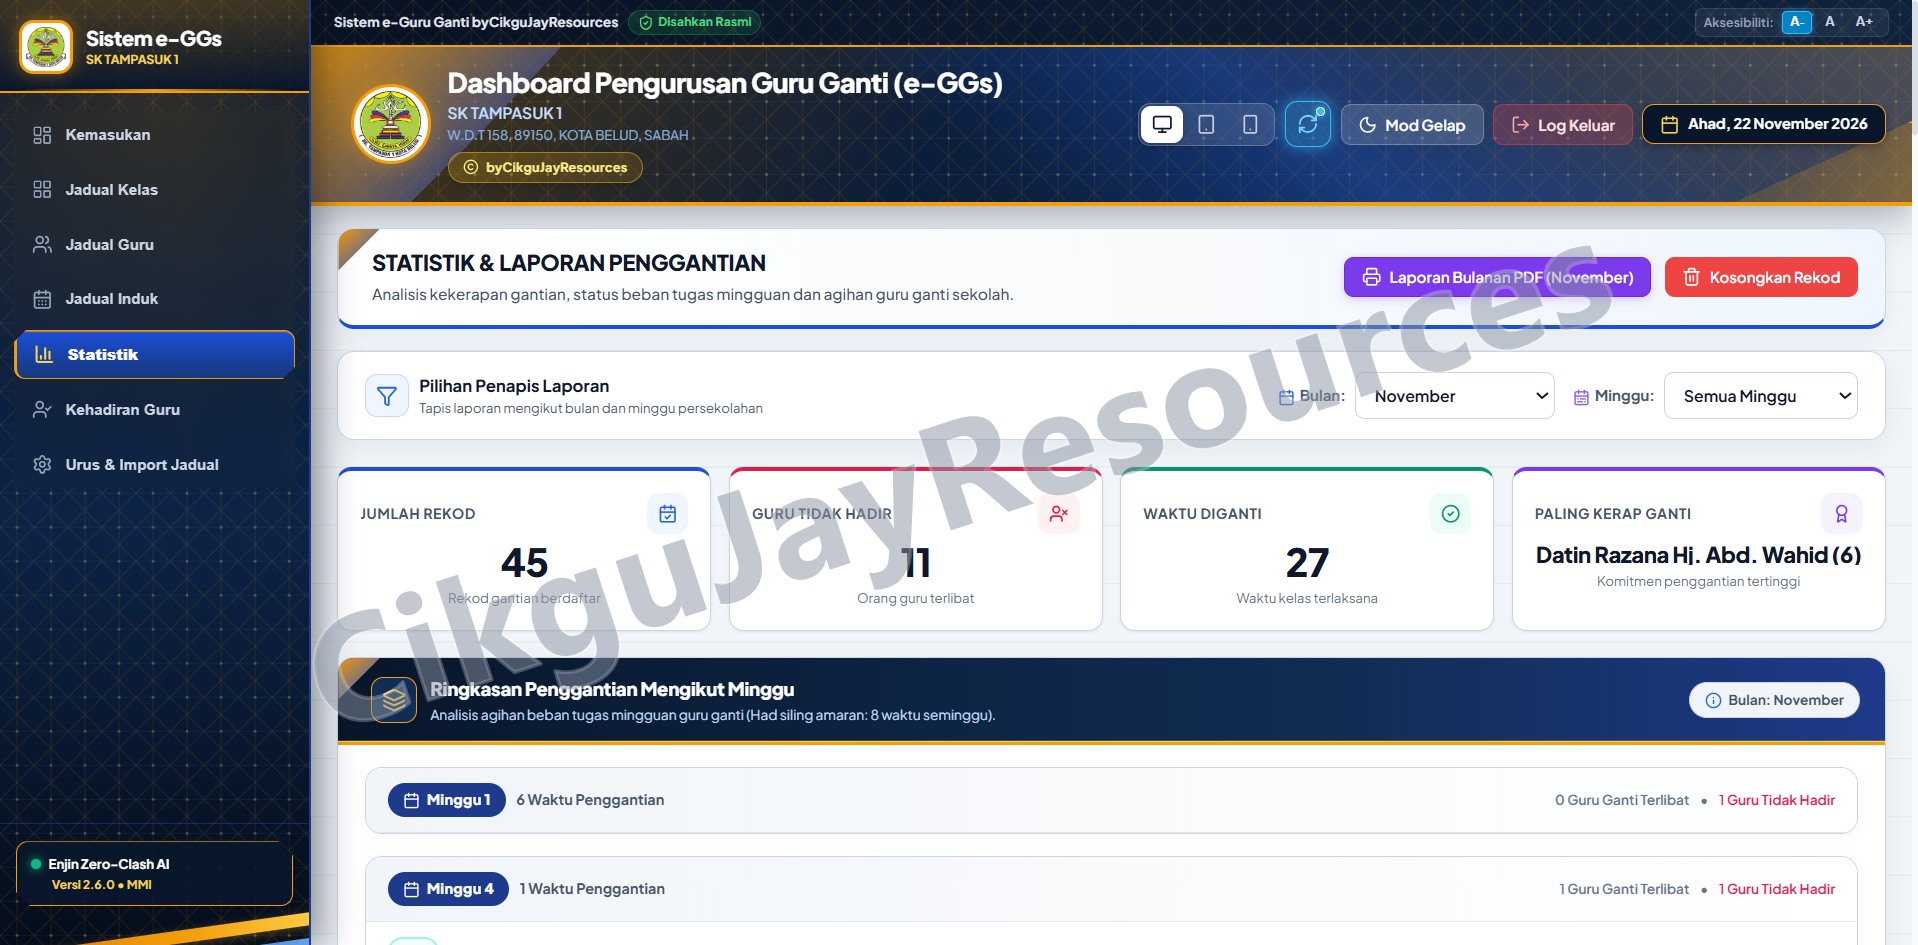 Sistem e-GGs
SK TAMPASUK 1
Kemasukan
Jadual Kelas
Jadual Guru
Jadual Induk
Statistik
Kehadiran Guru
Urus & Import Jadual
Enjin Zero-Clash AI
Versi 2.6.0 • MMI
Sistem e-Guru Ganti byCikguJayResources
Disahkan Rasmi
Aksesibiliti: A- A A+
Dashboard Pengurusan Guru Ganti (e-GGs)
SK TAMPASUK 1
W.D.T 158, 89150, KOTA BELUD, SABAH
© byCikguJayResources
Mod Gelap
Log Keluar
Ahad, 22 November 2026
STATISTIK & LAPORAN PENGGANTIAN
Analisis kekerapan gantian, status beban tugas mingguan dan agihan guru ganti sekolah.
Laporan Bulanan PDF (November)
Kosongkan Rekod
Pilihan Penapis Laporan
Tapis laporan mengikut bulan dan minggu persekolahan
Bulan: November
Minggu: Semua Minggu
JUMLAH REKOD
45
Rekod gantian berdaftar
GURU TIDAK HADIR
11
Orang guru terlibat
WAKTU DIGANTI
27
Waktu kelas terlaksana
PALING KERAP GANTI
Datin Razana Hj. Abd. Wahid (6)
Komitmen penggantian tertinggi
Ringkasan Penggantian Mengikut Minggu
Analisis agihan beban tugas mingguan guru ganti (Had siling amaran: 8 waktu seminggu).
Bulan: November
Minggu 1 6 Waktu Penggantian
0 Guru Ganti Terlibat • 1 Guru Tidak Hadir
Minggu 4 1 Waktu Penggantian
1 Guru Ganti Terlibat • 1 Guru Tidak Hadir
CikguJayResources